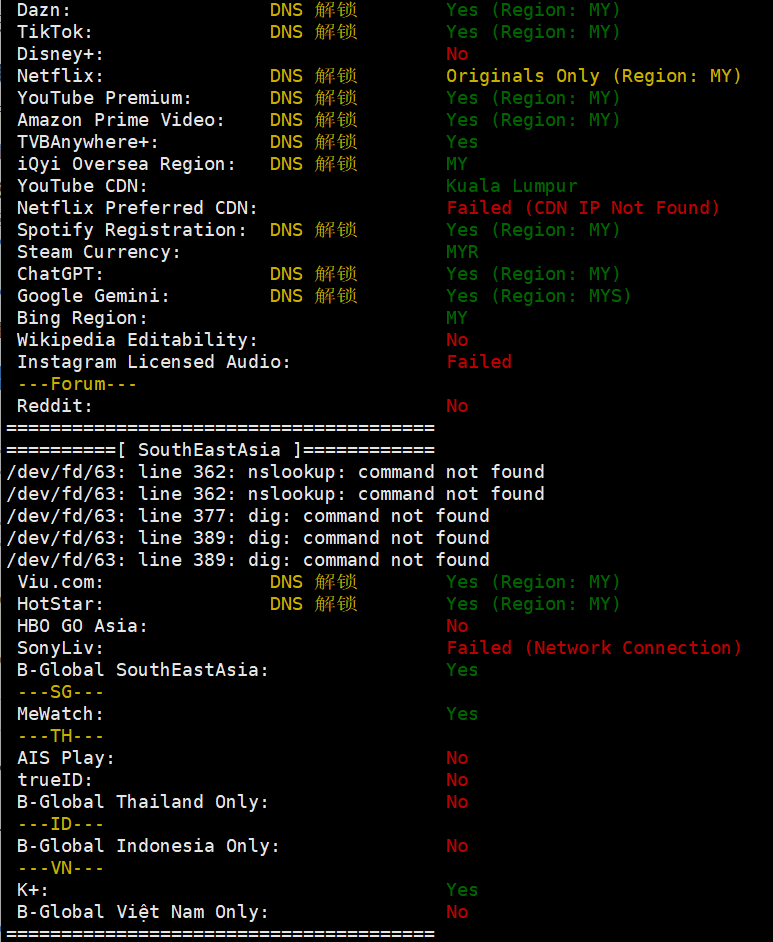 Dazn: DNS 解锁 Yes (Region: MY)
TikTok: DNS 解锁 Yes (Region: MY)
Disney+: No
Netflix: DNS 解锁 Originals Only (Region: MY)
YouTube Premium: DNS 解锁 Yes (Region: MY)
Amazon Prime Video: DNS 解锁 Yes (Region: MY)
TVBAnywhere+: DNS 解锁 Yes
iQyi Oversea Region: DNS 解锁 MY
YouTube CDN: Kuala Lumpur
Netflix Preferred CDN: Failed (CDN IP Not Found)
Spotify Registration: DNS 解锁 Yes (Region: MY)
Steam Currency: MYR
ChatGPT: DNS 解锁 Yes (Region: MY)
Google Gemini: DNS 解锁 Yes (Region: MYS)
Bing Region: MY
Wikipedia Editability: No
Instagram Licensed Audio: Failed
---Forum---
Reddit: No
=======================================
==========[ SouthEastAsia ]============
/dev/fd/63: line 362: nslookup: command not found
/dev/fd/63: line 362: nslookup: command not found
/dev/fd/63: line 377: dig: command not found
/dev/fd/63: line 389: dig: command not found
/dev/fd/63: line 389: dig: command not found
Viu.com: DNS 解锁 Yes (Region: MY)
HotStar: DNS 解锁 Yes (Region: MY)
HBO GO Asia: No
SonyLiv: Failed (Network Connection)
B-Global SouthEastAsia: Yes
---SG---
MeWatch: Yes
---TH---
AIS Play: No
trueID: No
B-Global Thailand Only: No
---ID---
B-Global Indonesia Only: No
---VN---
K+: Yes
B-Global Việt Nam Only: No
=======================================